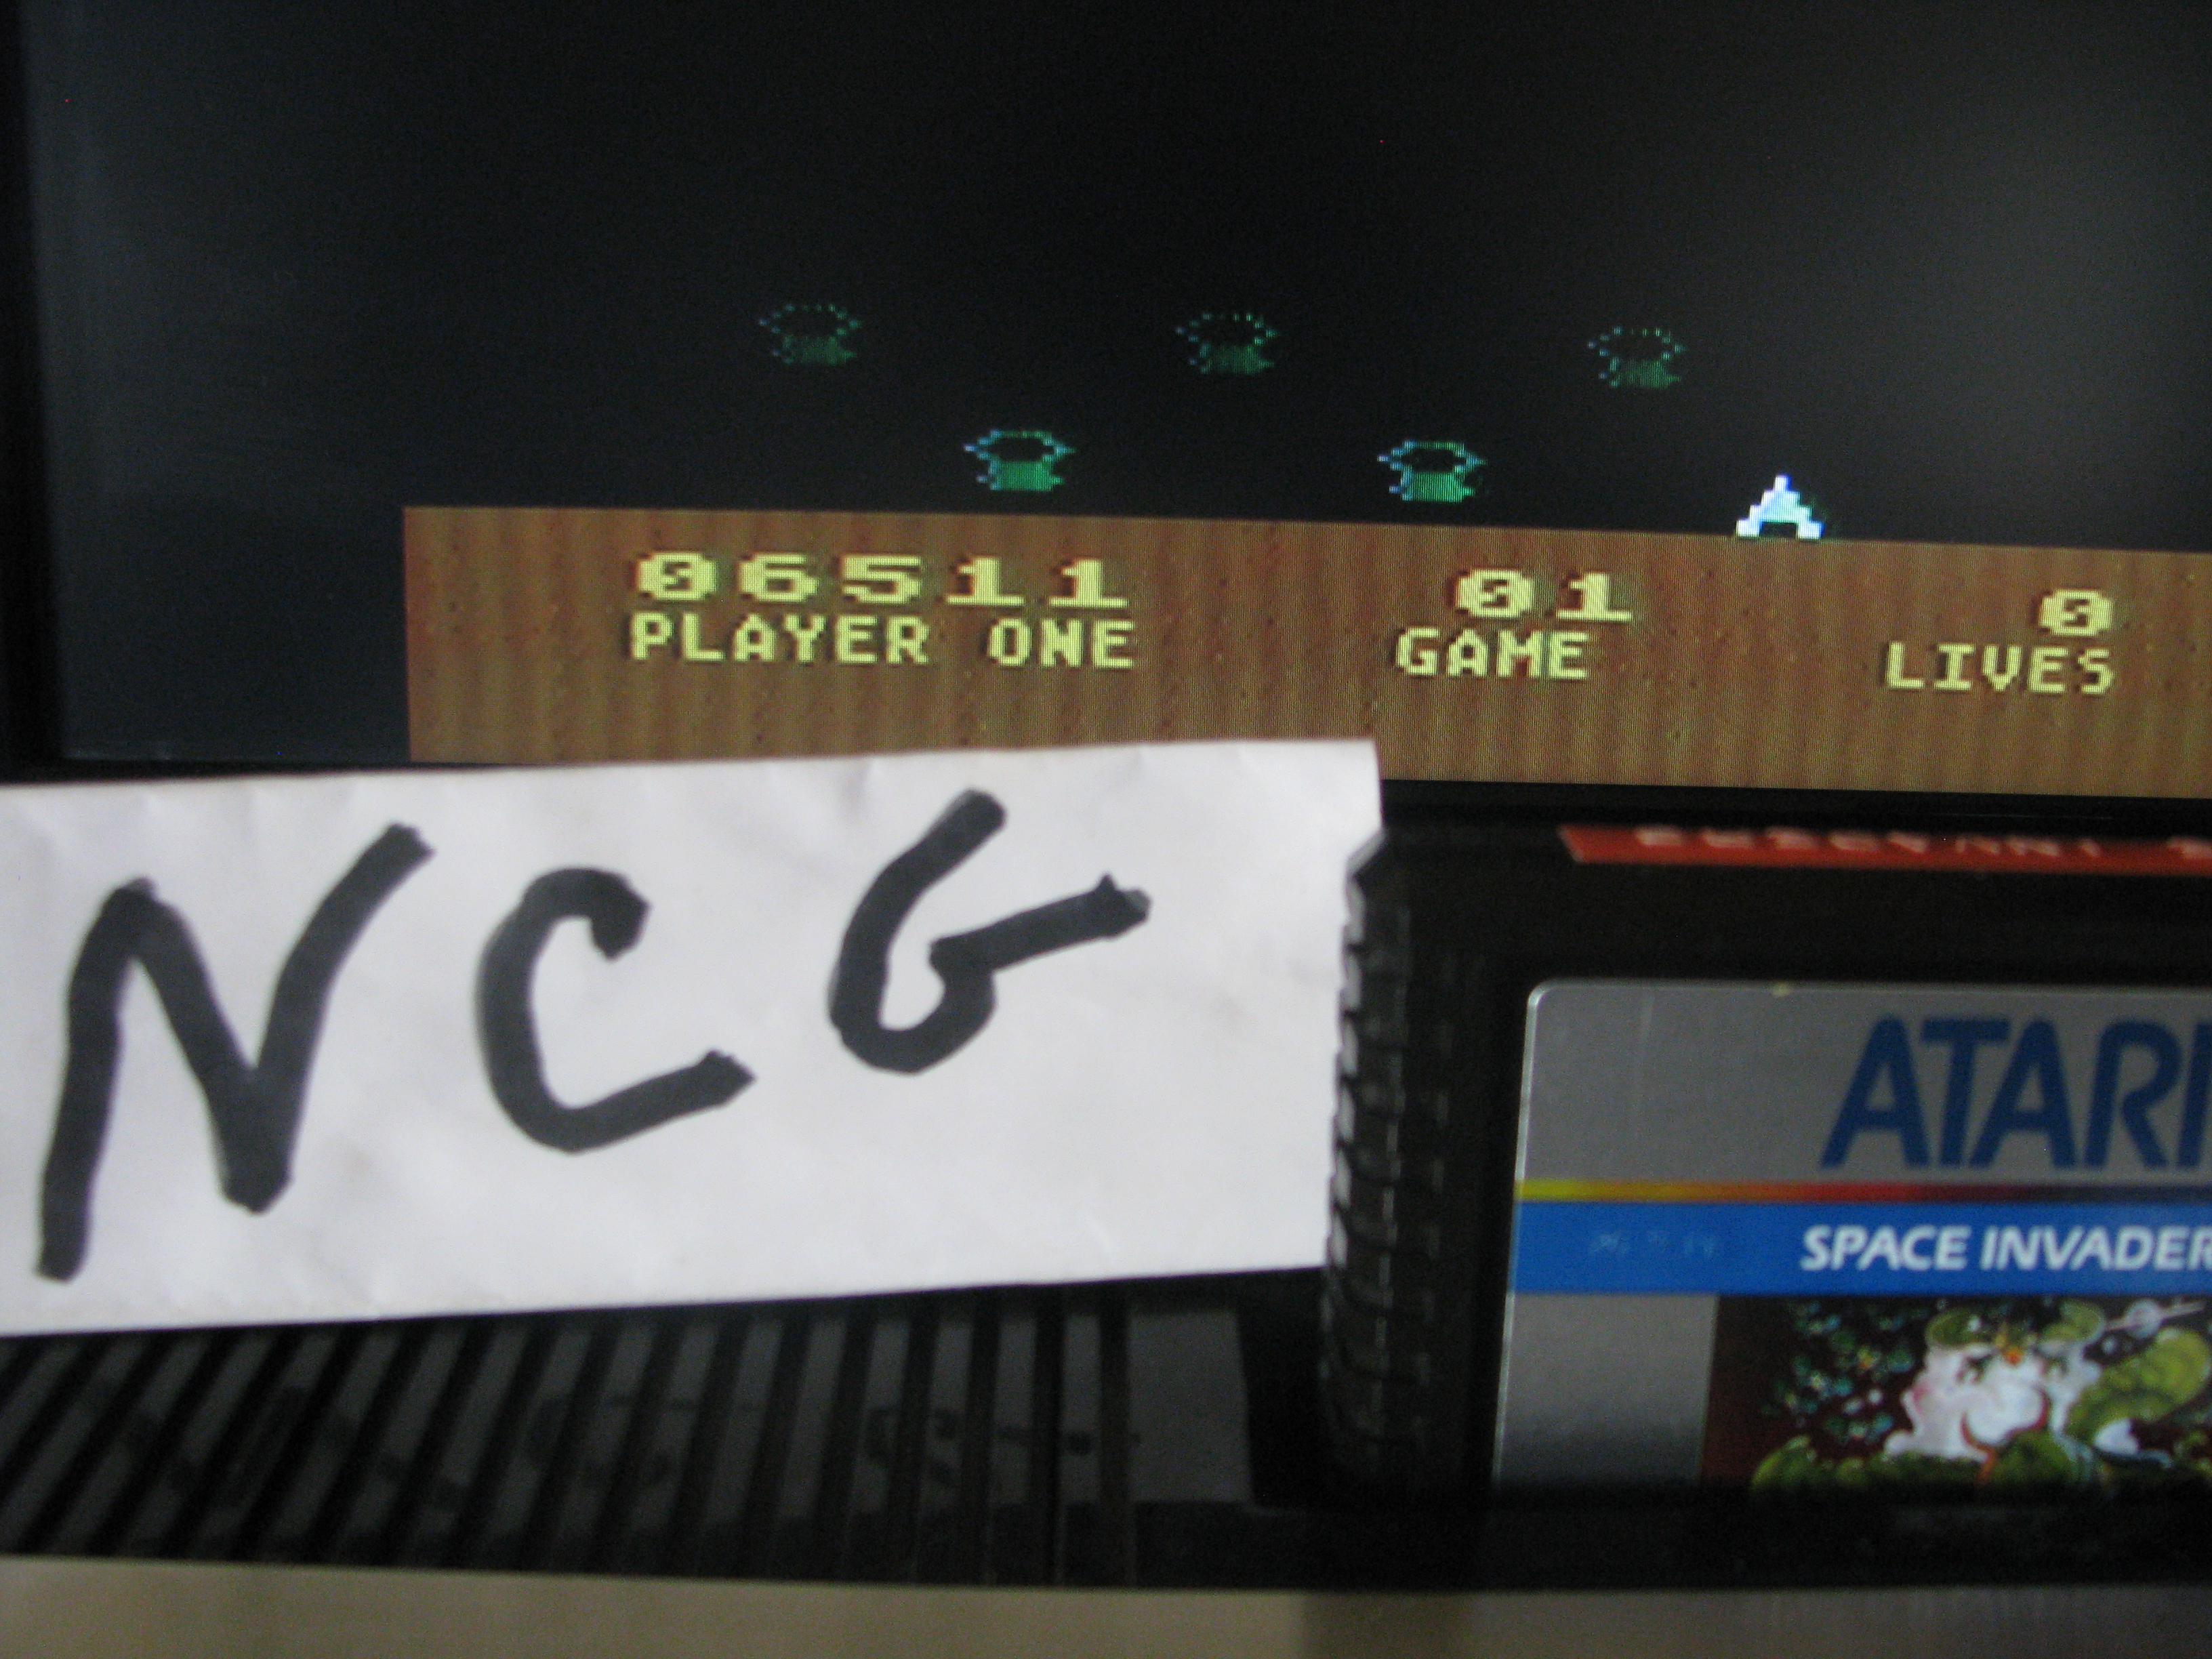 06511 01 0
PLAYER ONE GAME LIVES
NCG
ATARI
SPACE INVADER